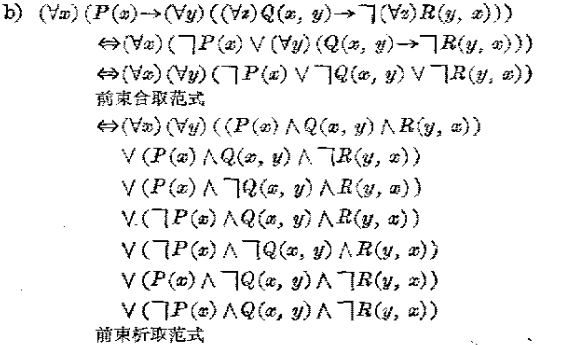 b) (∀x)(P(x)→(∀y)((∀z)Q(x, y)→⌉(∀z)R(y, x)))
⇔(∀x)(⌉P(x)∨(∀y)(Q(x, y)→⌉R(y, x)))
⇔(∀x)(∀y)(⌉P(x)∨⌉Q(x, y)∨⌉R(y, x))
前束合取范式
⇔(∀x)(∀y)((P(x)∧Q(x, y)∧R(y, x))
∨(P(x)∧Q(x, y)∧⌉R(y, x))
∨(P(x)∧⌉Q(x, y)∧R(y, x))
∨(⌉P(x)∧Q(x, y)∧R(y, x))
∨(⌉P(x)∧⌉Q(x, y)∧R(y, x))
∨(P(x)∧⌉Q(x, y)∧⌉R(y, x))
∨(⌉P(x)∧Q(x, y)∧⌉R(y, x))
前束析取范式